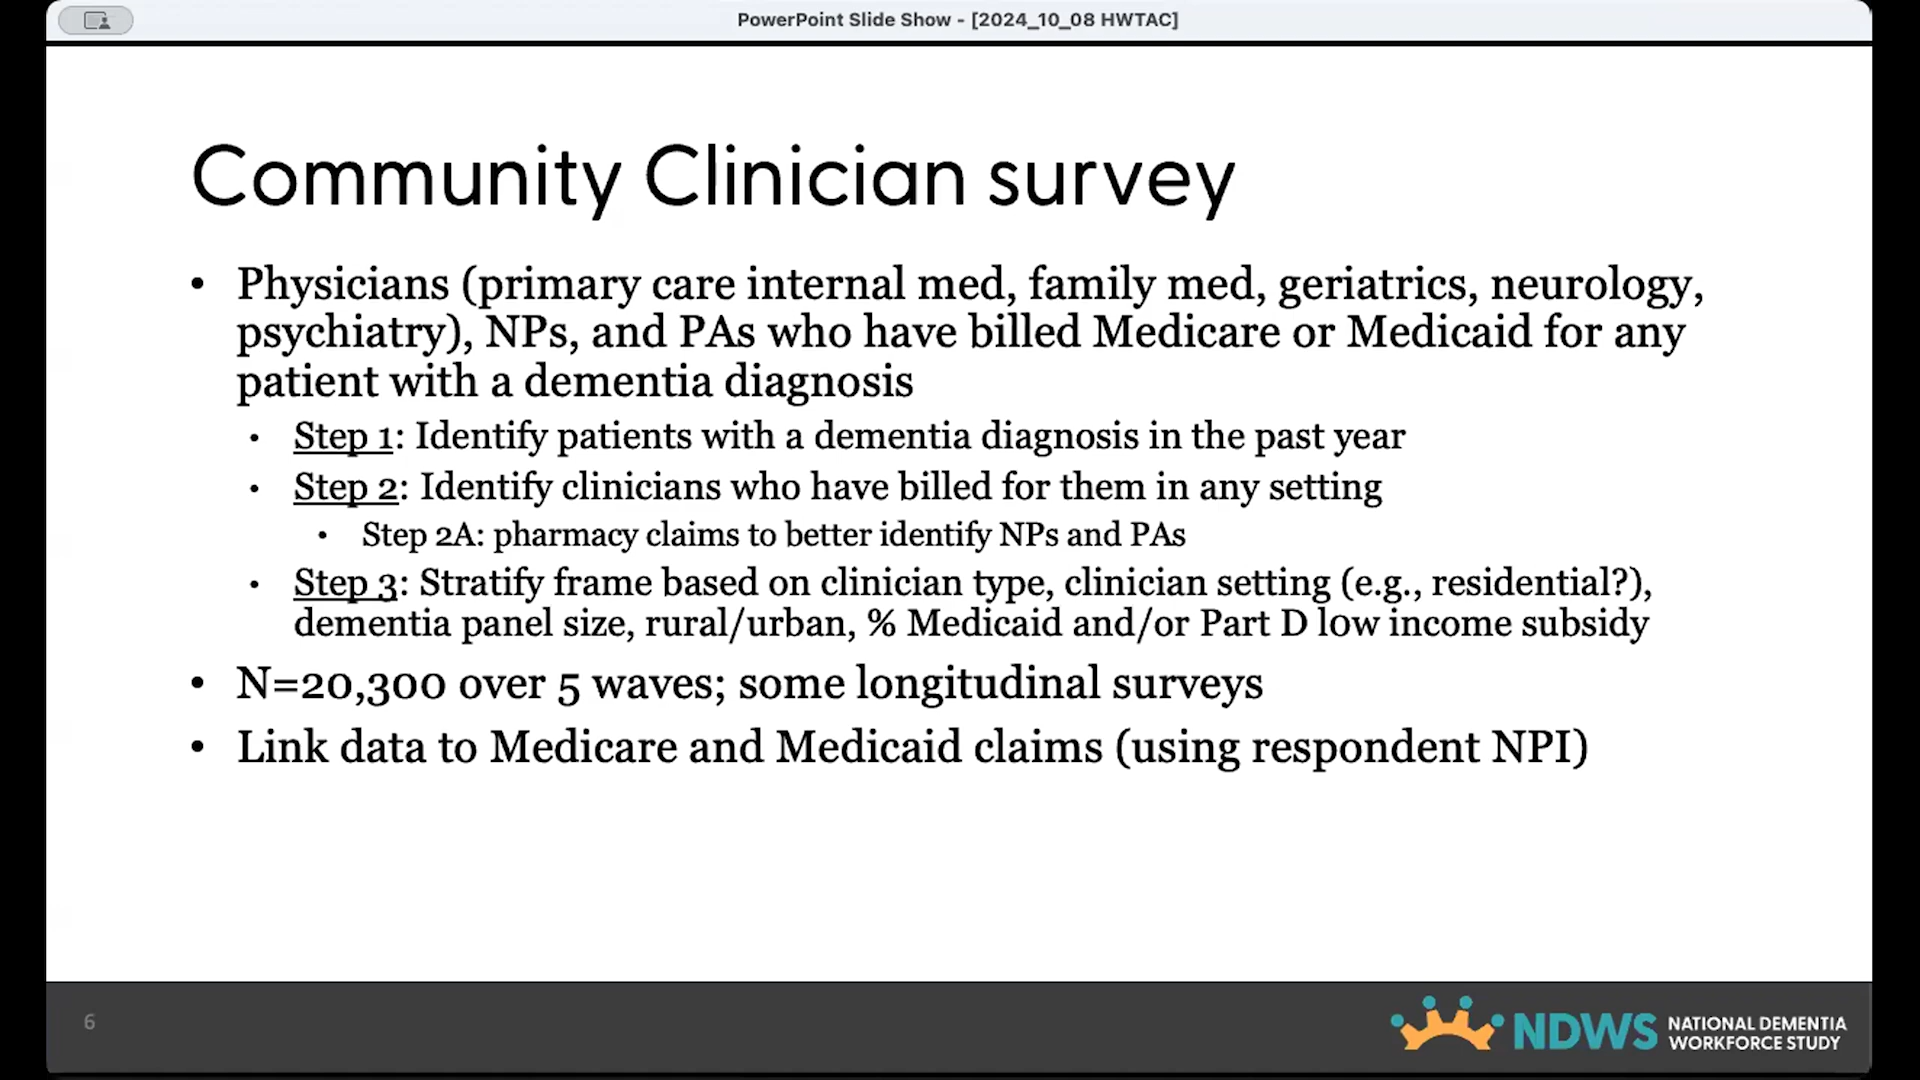 PowerPoint Slide Show - [2024_10_08 HWTAC]
Community Clinician survey
• Physicians (primary care internal med, family med, geriatrics, neurology,
psychiatry), NPs, and PAs who have billed Medicare or Medicaid for any
patient with a dementia diagnosis
• Step 1: Identify patients with a dementia diagnosis in the past year
• Step 2: Identify clinicians who have billed for them in any setting
• Step 2A: pharmacy claims to better identify NPs and PAs
• Step 3: Stratify frame based on clinician type, clinician setting (e.g., residential?),
dementia panel size, rural/urban, % Medicaid and/or Part D low income subsidy
• N=20,300 over 5 waves; some longitudinal surveys
• Link data to Medicare and Medicaid claims (using respondent NPI)
6
NDWS NATIONAL DEMENTIA
WORKFORCE STUDY